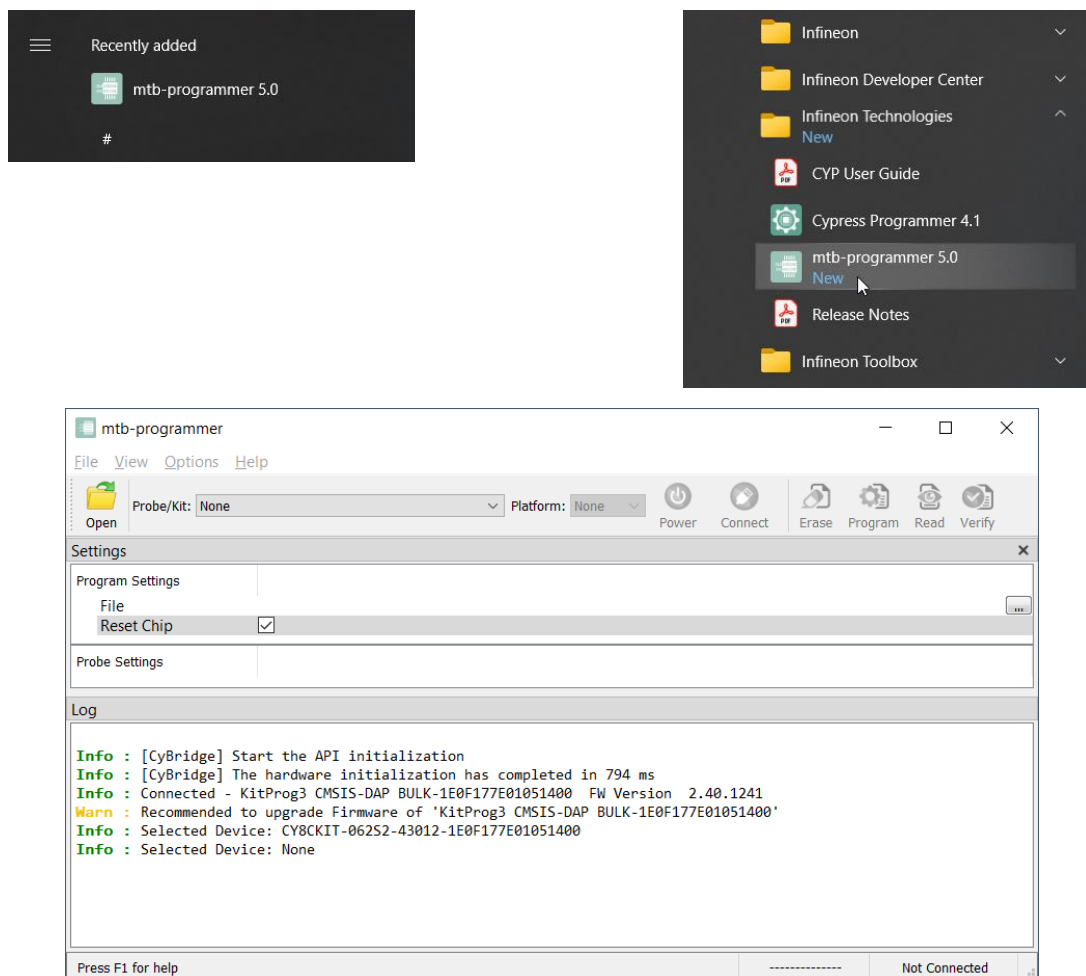 Recently added
mtb-programmer 5.0
#
Infineon
Infineon Developer Center
Infineon Technologies
New
PDF
CYP User Guide
Cypress Programmer 4.1
mtb-programmer 5.0
New
PDF
Release Notes
Infineon Toolbox
mtb-programmer
File View Options Help
Open Probe/Kit: None Platform: None Power Connect Erase Program Read Verify
Settings
Program Settings
File ...
Reset Chip
Probe Settings
Log
Info : [CyBridge] Start the API initialization
Info : [CyBridge] The hardware initialization has completed in 794 ms
Info : Connected - KitProg3 CMSIS-DAP BULK-1E0F177E01051400 FW Version 2.40.1241
Warn : Recommended to upgrade Firmware of 'KitProg3 CMSIS-DAP BULK-1E0F177E01051400'
Info : Selected Device: CY8CKIT-062S2-43012-1E0F177E01051400
Info : Selected Device: None
Press F1 for help -------------- Not Connected